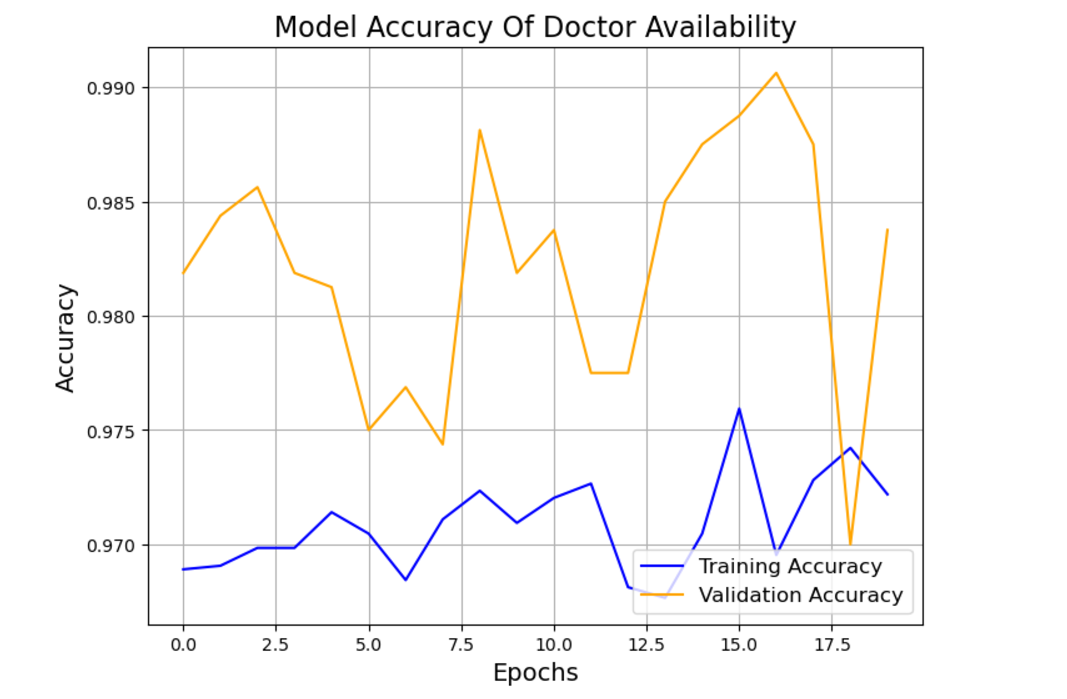 Model Accuracy Of Doctor Availability
0.990
0.985
0.980
0.975
0.970
Accuracy
Training Accuracy
Validation Accuracy
0.0 2.5 5.0 7.5 10.0 12.5 15.0 17.5
Epochs